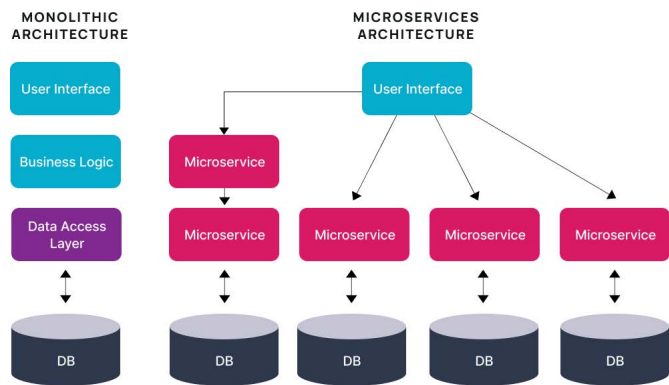 MONOLITHIC
ARCHITECTURE
User Interface
Business Logic
Data Access
Layer
DB
MICROSERVICES
ARCHITECTURE
User Interface
Microservice
Microservice
Microservice
Microservice
Microservice
DB
DB
DB
DB